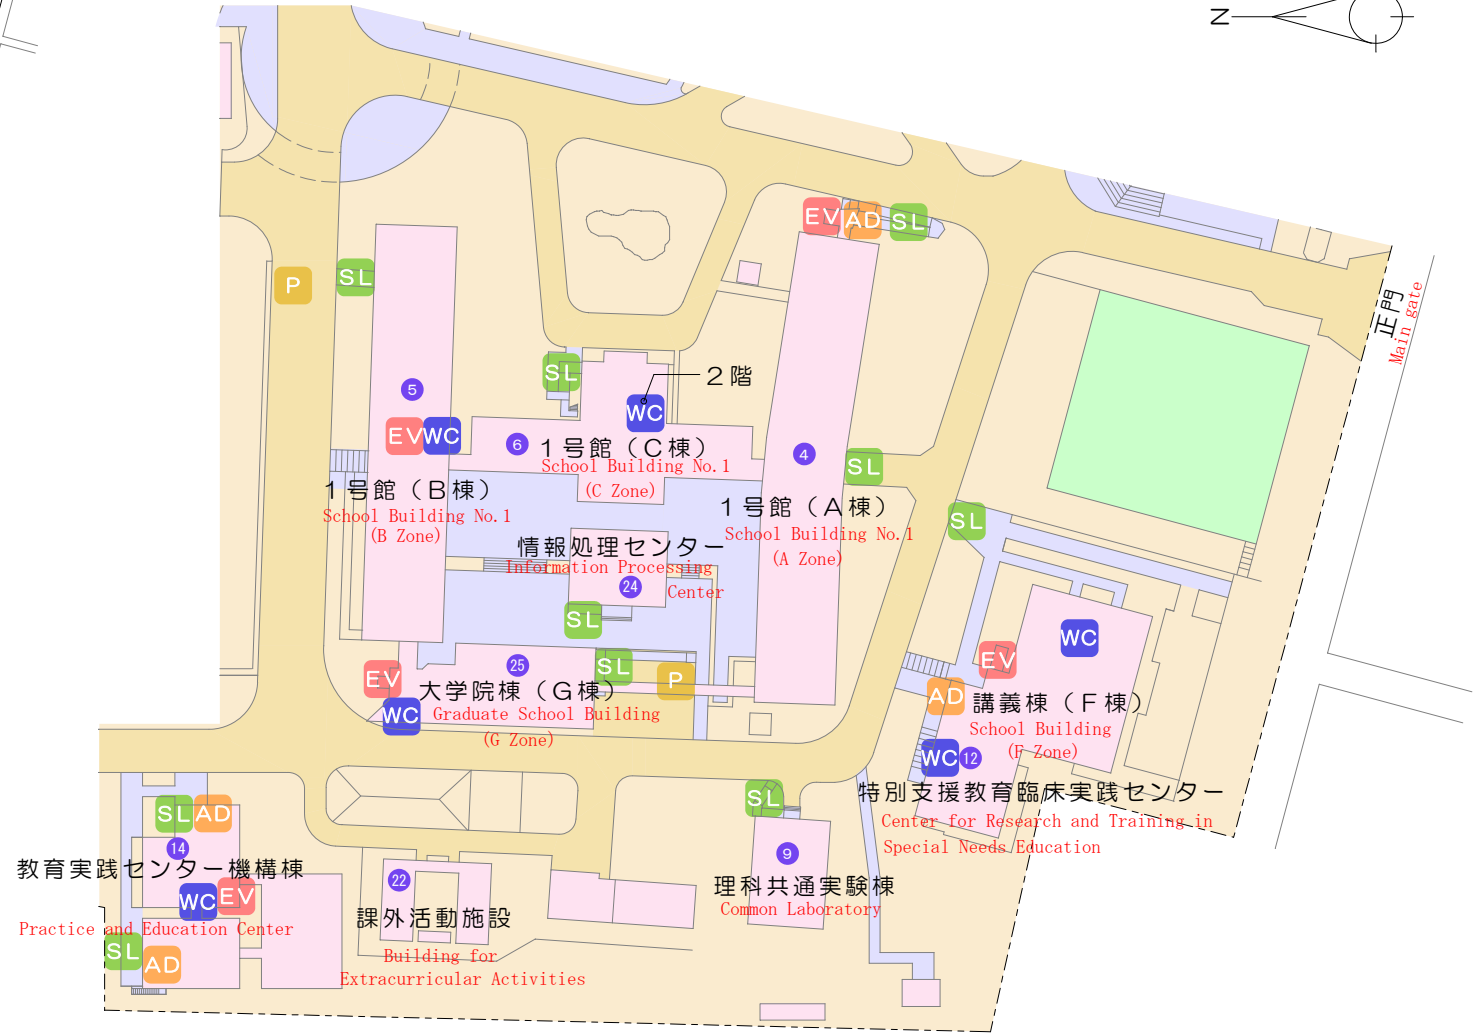 N
EV
AD
SL
P
SL
正門
Main gate
SL
2階
WC
5
EV
WC
6
1号館（C棟）
School Building No.1
(C Zone)
4
SL
1号館（B棟）
School Building No.1
(B Zone)
1号館（A棟）
School Building No.1
(A Zone)
SL
情報処理センター
Information Processing
Center
24
SL
WC
EV
25
SL
P
EV
大学院棟（G棟）
Graduate School Building
(G Zone)
WC
AD
講義棟（F棟）
School Building
(F Zone)
WC
12
特別支援教育臨床実践センター
Center for Research and Training in
Special Needs Education
SL
SL
AD
14
教育実践センター機構棟
WC
EV
Practice and Education Center
SL
AD
22
課外活動施設
Building for
Extracurricular Activities
9
理科共通実験棟
Common Laboratory